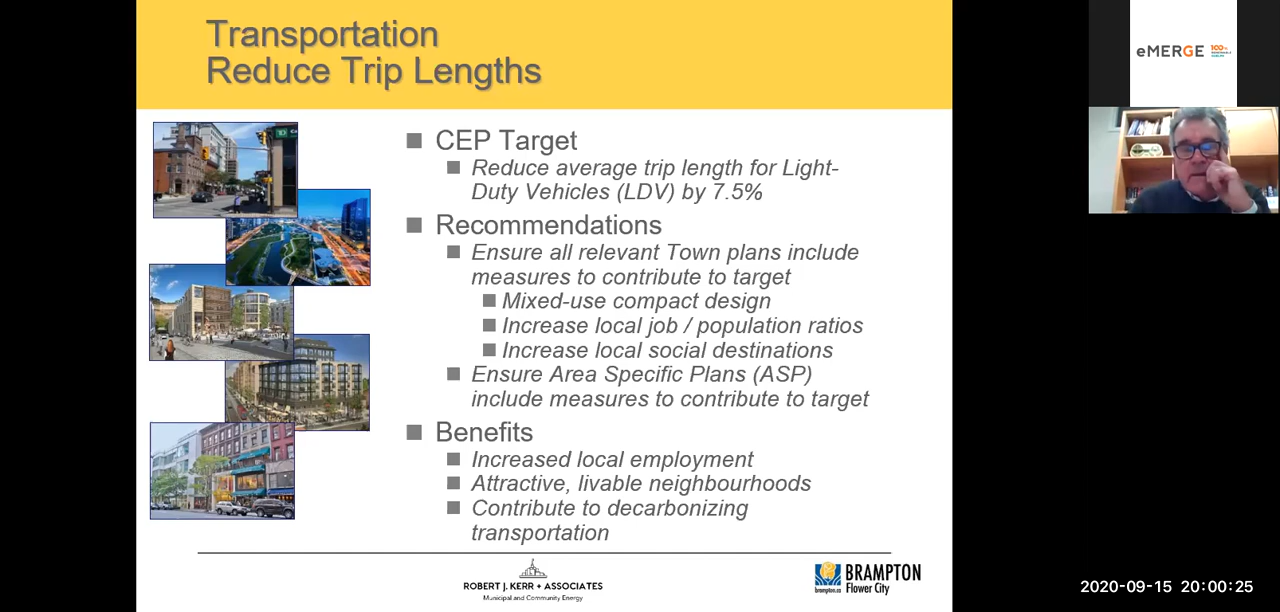 Transportation
Reduce Trip Lengths
CEP Target
Reduce average trip length for Light-
Duty Vehicles (LDV) by 7.5%
Recommendations
Ensure all relevant Town plans include
measures to contribute to target
Mixed-use compact design
Increase local job / population ratios
Increase local social destinations
Ensure Area Specific Plans (ASP)
include measures to contribute to target
Benefits
Increased local employment
Attractive, livable neighbourhoods
Contribute to decarbonizing
transportation
ROBERT J. KERR + ASSOCIATES
Municipal and Community Energy
brampton.ca
BRAMPTON
Flower City
eMERGE
100%
2020-09-15 20:00:25